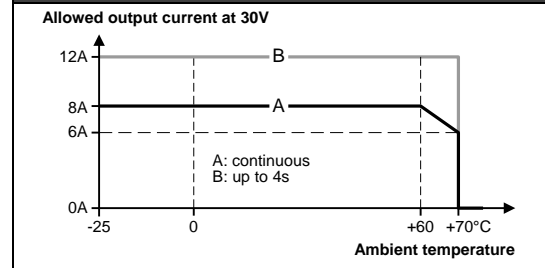 Allowed output current at 30V
12A
B
8A
A
6A
A: continuous
B: up to 4s
0A
-25
0
+60
+70°C
Ambient temperature